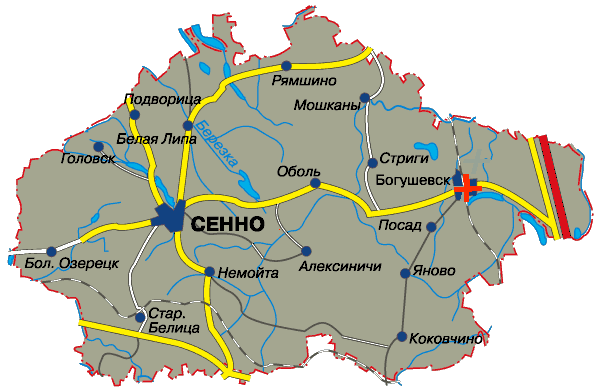 Рямшино
Подворица
Мошканы
Белая Липа
Березка
Головск
Стриги
Оболь
Богушевск
СЕННО
Посад
Бол. Озерецк
Немойта
Алексиничи
Яново
Стар.
Белица
Коковчино